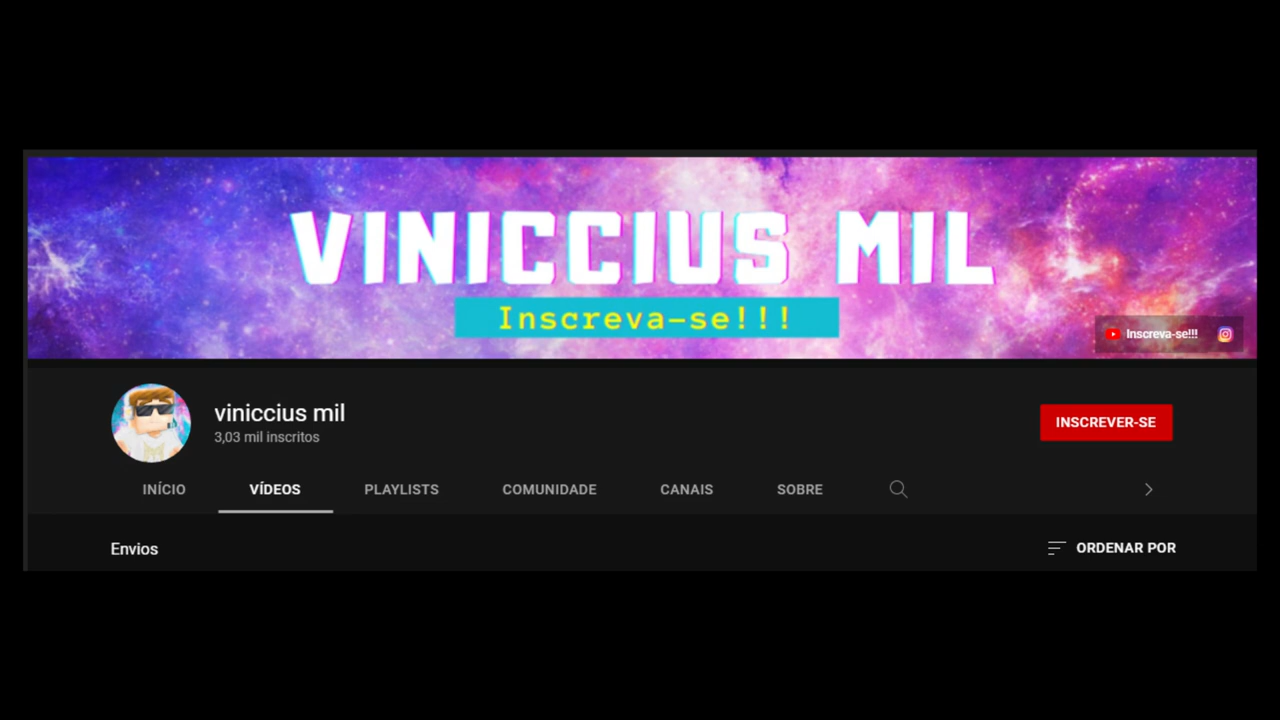 VINICCIUS MIL
Inscreva-se!!!
Inscreva-se!!!
viniccius mil
3,03 mil inscritos
INSCREVER-SE
INÍCIO VÍDEOS PLAYLISTS COMUNIDADE CANAIS SOBRE
Envios
ORDENAR POR